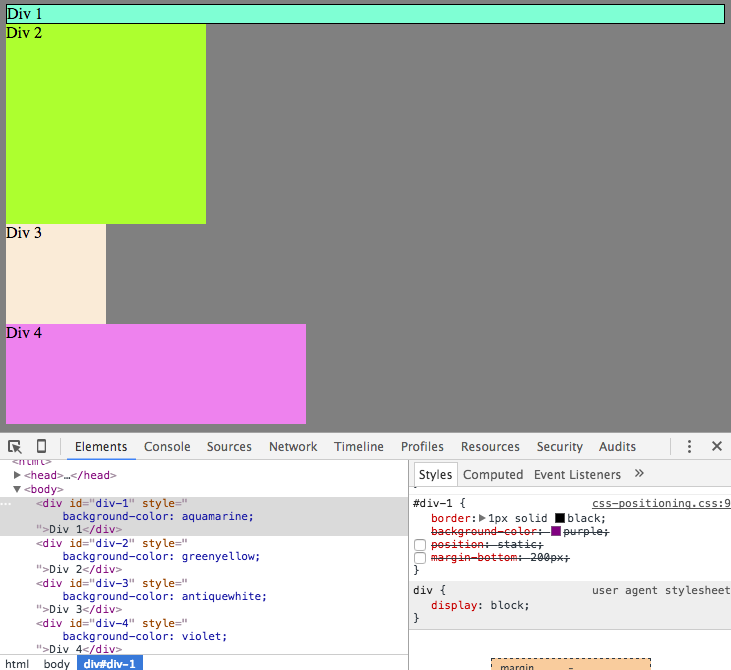 Div 1
Div 2
Div 3
Div 4
Elements Console Sources Network Timeline Profiles Resources Security Audits
<html>
<head>…</head>
<body>
<div id="div-1" style="
background-color: aquamarine;
">Div 1</div>
<div id="div-2" style="
background-color: greenyellow;
">Div 2</div>
<div id="div-3" style="
background-color: antiquewhite;
">Div 3</div>
<div id="div-4" style="
background-color: violet;
">Div 4</div>
html body div#div-1
Styles Computed Event Listeners »
#div-1 { css-positioning.css:9
border: 1px solid black;
background-color: purple;
position: static;
margin-bottom: 200px;
}
div { user agent stylesheet
display: block;
}
margin -